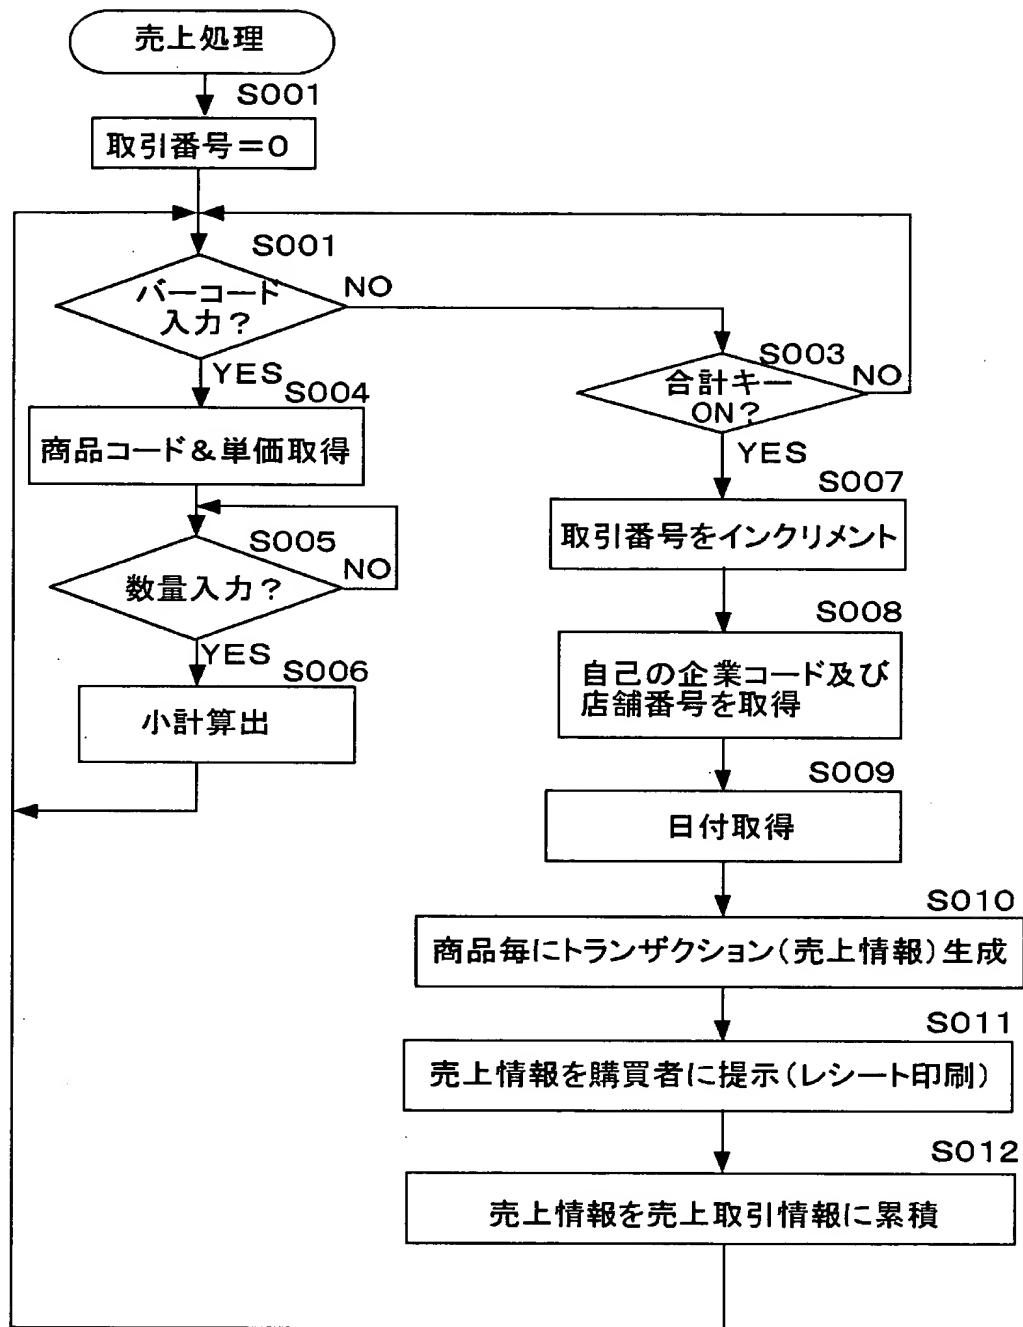 売上処理
S001
取引番号=0
S001
バーコード
入力?
NO
YES
S003
合計キー
ON?
NO
YES
S004
商品コード&単価取得
S005
数量入力?
NO
YES
S006
小計算出
S007
取引番号をインクリメント
S008
自己の企業コード及び
店舗番号を取得
S009
日付取得
S010
商品毎にトランザクション(売上情報)生成
S011
売上情報を購買者に提示(レシート印刷)
S012
売上情報を売上取引情報に累積